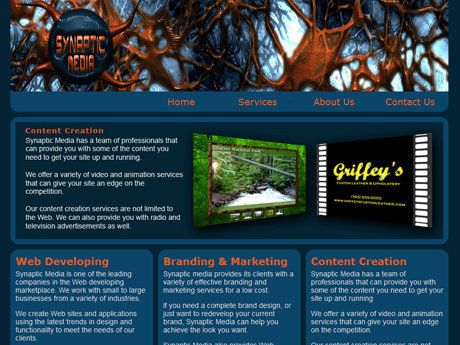 SYNAPTIC
MEDIA
Home Services About Us Contact Us
Content Creation
Synaptic Media has a team of professionals that
can provide you with some of the content you
need to get your site up and running.
We offer a variety of video and animation services
that can give your site an edge on the
competition.
Our content creation services are not limited to
the Web. We can also provide you with radio and
television advertisements as well.
Glacier National Park
Griffey's
CUSTOM LEATHER & UPHOLSTERY
(785) 555-5555
WWW.GRIFFEYSCUSTOMLEATHER.COM
Web Developing
Synaptic Media is one of the leading
companies in the Web developing
marketplace. We work with small to large
businesses from a variety of industries.
We create Web sites and applications
using the latest trends in design and
functionality to meet the needs of our
clients.
Branding & Marketing
Synaptic media provides its clients with a
variety of effective branding and
marketing services for a low cost.
If you need a complete brand design, or
just want to redevelop your current
brand, Synaptic Media can help you
achieve the look you want.
Synaptic Media also provides Web
Content Creation
Synaptic Media has a team of
professionals that can provide you with
some of the content you need to get your
site up and running
We offer a variety of video and animation
services that can give your site an edge
on the competition.
Our content creation services are not